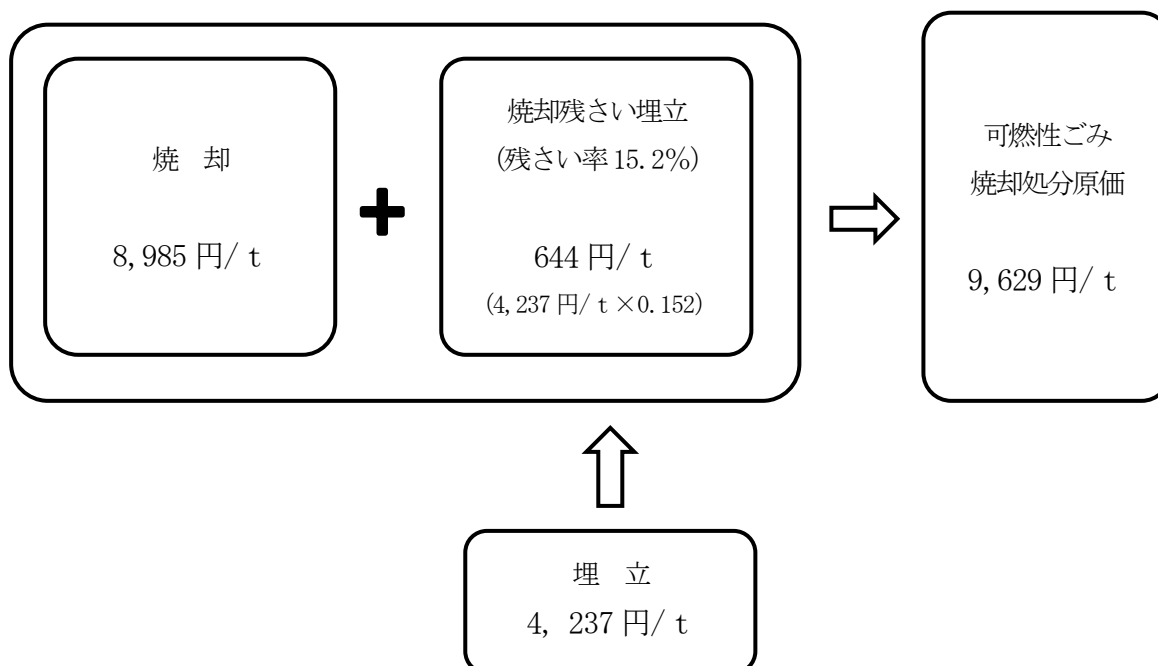 焼　却
8,985 円/ｔ
焼却残さい埋立
(残さい率 15.2%)
644 円/ｔ
(4,237 円/ｔ×0.152)
可燃性ごみ
焼却処分原価
9,629 円/ｔ
埋　立
4, 237 円/ｔ